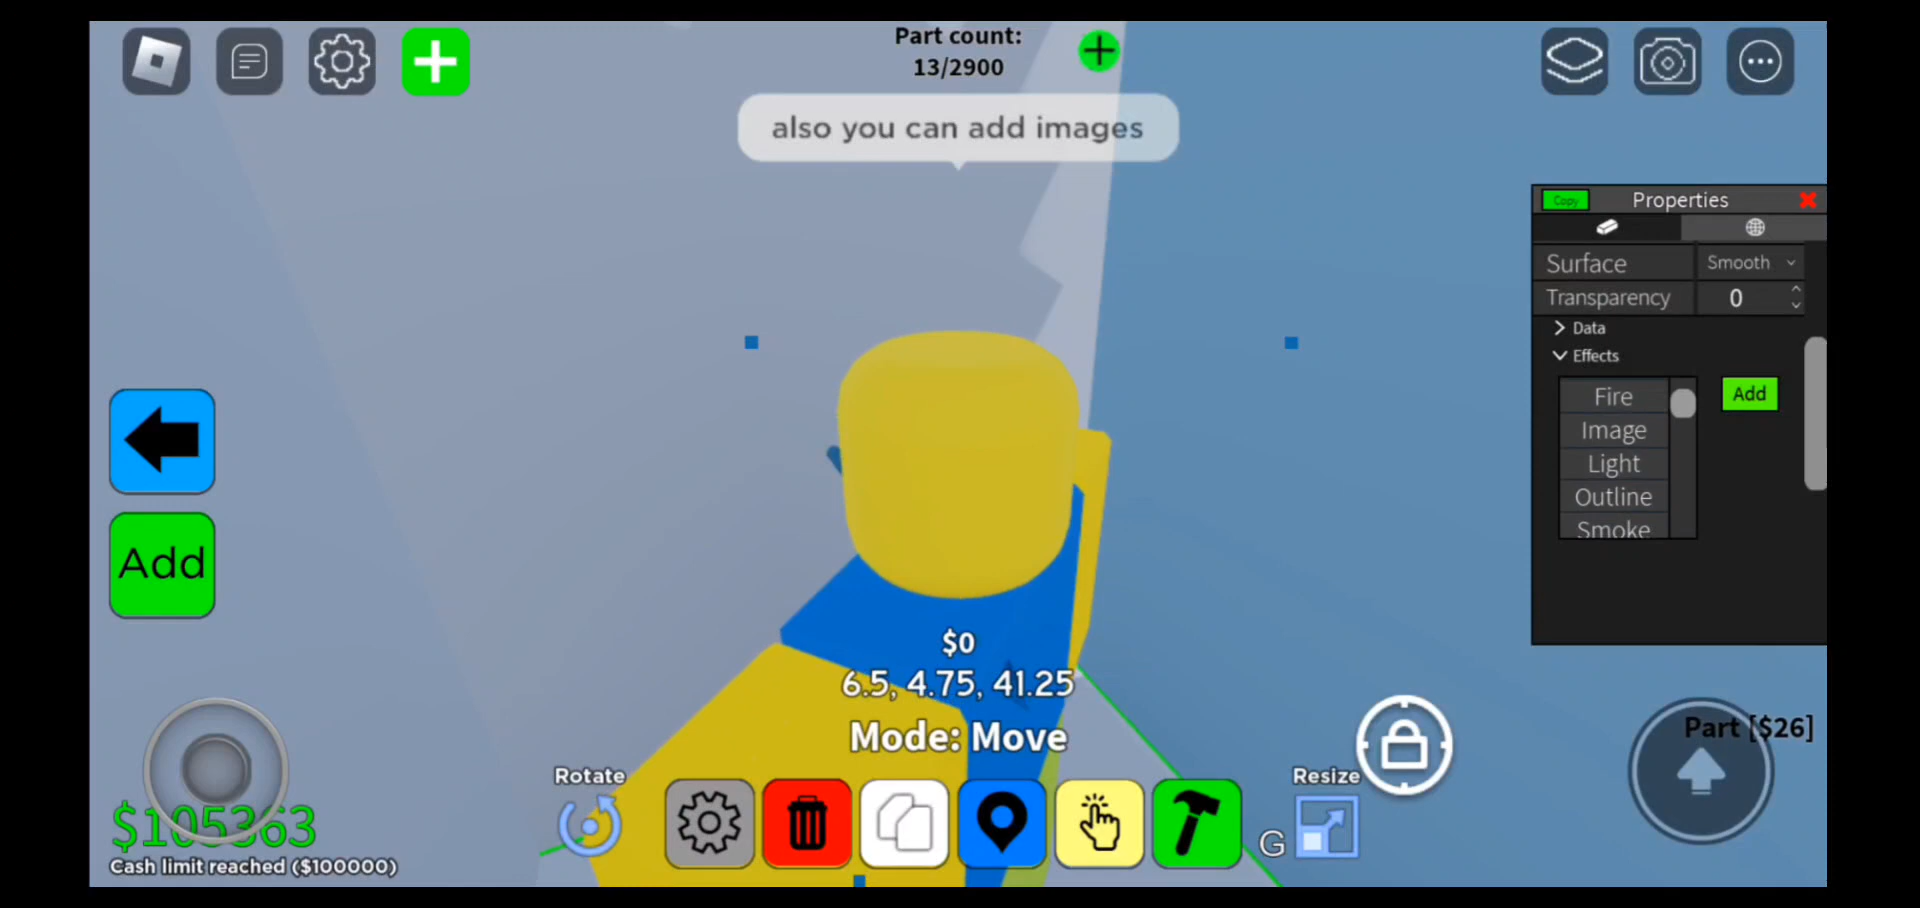 Part count:
13/2900
also you can add images
Copy
Properties
Surface
Smooth
Transparency
0
Data
Effects
Fire
Image
Light
Outline
Smoke
Add
Add
$0
6.5, 4.75, 41.25
Mode: Move
Part [$26]
Rotate
Resize
G
$105363
Cash limit reached ($100000)